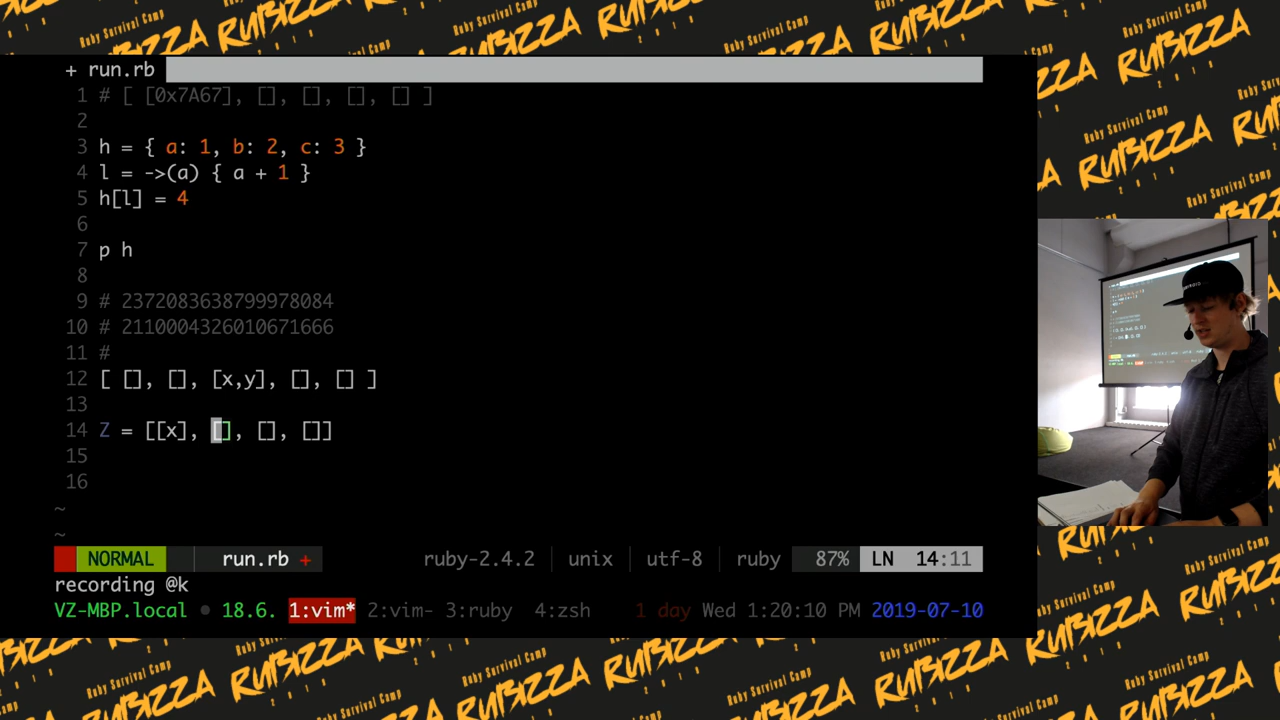 Ruby Survival Camp
RUBIZZA
2019
+ run.rb
1 # [ [0x7A67], [], [], [], [] ]
2
3 h = { a: 1, b: 2, c: 3 }
4 l = ->(a) { a + 1 }
5 h[l] = 4
6
7 p h
8
9 # 2372083638799978084
10 # 2110004326010671666
11 #
12 [ [], [], [x,y], [], [] ]
13
14 Z = [[x], [], [], []]
15
16
~
~
NORMAL run.rb + ruby-2.4.2 unix utf-8 ruby 87% LN 14:11
recording @k
VZ-MBP.local • 18.6. 1:vim* 2:vim- 3:ruby 4:zsh 1 day Wed 1:20:10 PM 2019-07-10